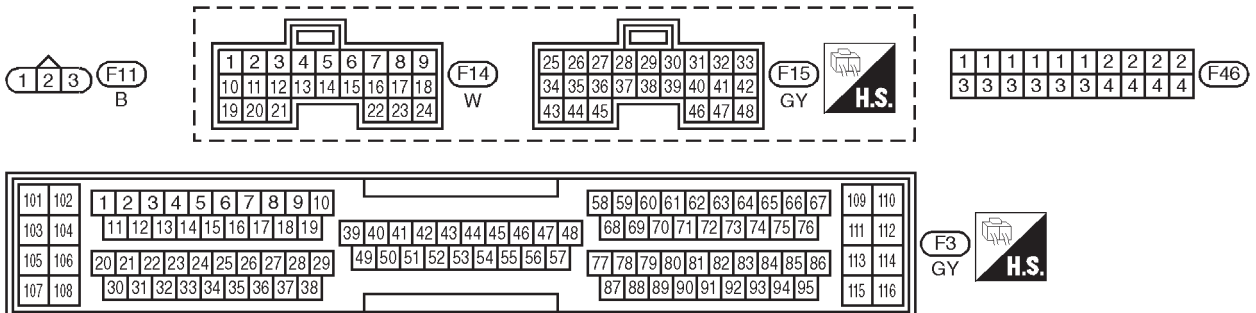 1 2 3 F11
B
1 2 3 4 5 6 7 8 9
10 11 12 13 14 15 16 17 18
19 20 21 22 23 24
F14
W
25 26 27 28 29 30 31 32 33
34 35 36 37 38 39 40 41 42
43 44 45 46 47 48
F15
GY
H.S.
1 1 1 1 1 1 2 2 2 2
3 3 3 3 3 3 4 4 4 4
F46
101 102
103 104
105 106
107 108
1 2 3 4 5 6 7 8 9 10
11 12 13 14 15 16 17 18 19
20 21 22 23 24 25 26 27 28 29
30 31 32 33 34 35 36 37 38
39 40 41 42 43 44 45 46 47 48
49 50 51 52 53 54 55 56 57
58 59 60 61 62 63 64 65 66 67
68 69 70 71 72 73 74 75 76
77 78 79 80 81 82 83 84 85 86
87 88 89 90 91 92 93 94 95
109 110
111 112
113 114
115 116
F3
GY
H.S.